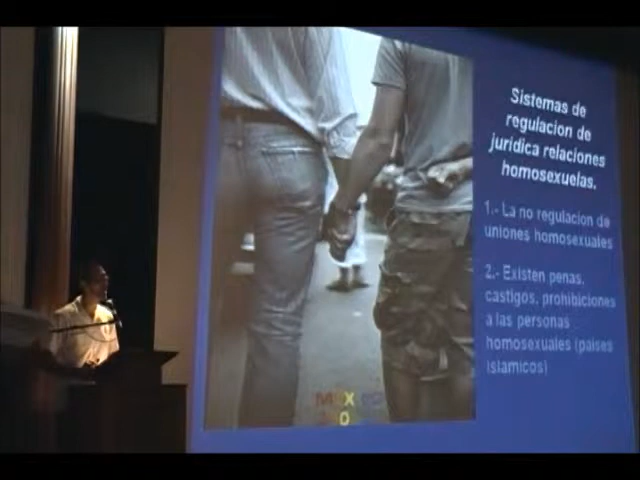 Sistemas de
regulacion de
juridica relaciones
homosexuelas.
1.- La no regulacion de
uniones homosexuales
2.- Existen penas,
castigos, prohibiciones
a las personas
homosexuales (paises
islamicos)